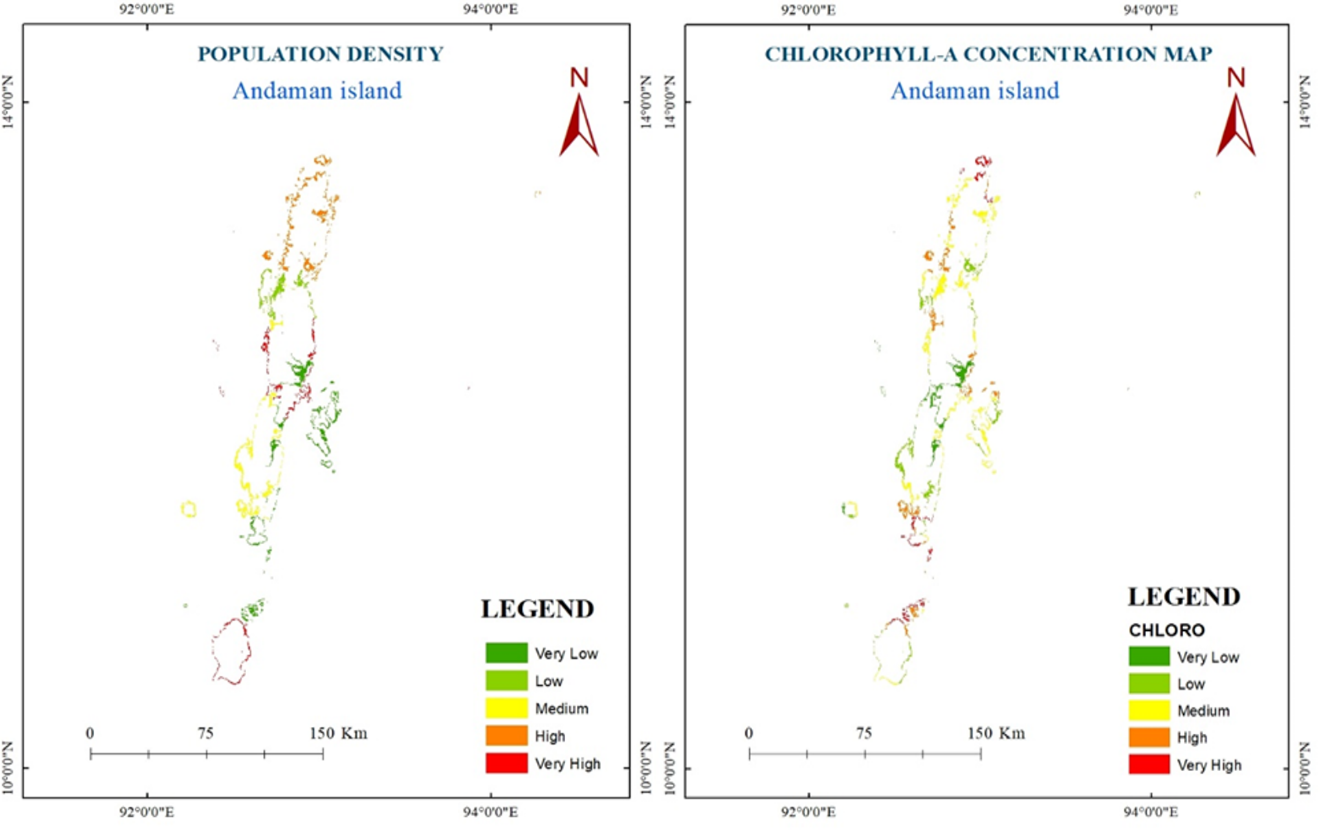 92°0'0"E
94°0'0"E
POPULATION DENSITY
Andaman island
N
14°0'0"N
14°0'0"N
LEGEND
Very Low
Low
Medium
High
Very High
0 75 150 Km
10°0'0"N
10°0'0"N
92°0'0"E
94°0'0"E
92°0'0"E
94°0'0"E
CHLOROPHYLL-A CONCENTRATION MAP
Andaman island
N
14°0'0"N
14°0'0"N
LEGEND
CHLORO
Very Low
Low
Medium
High
Very High
0 75 150 Km
10°0'0"N
10°0'0"N
92°0'0"E
94°0'0"E